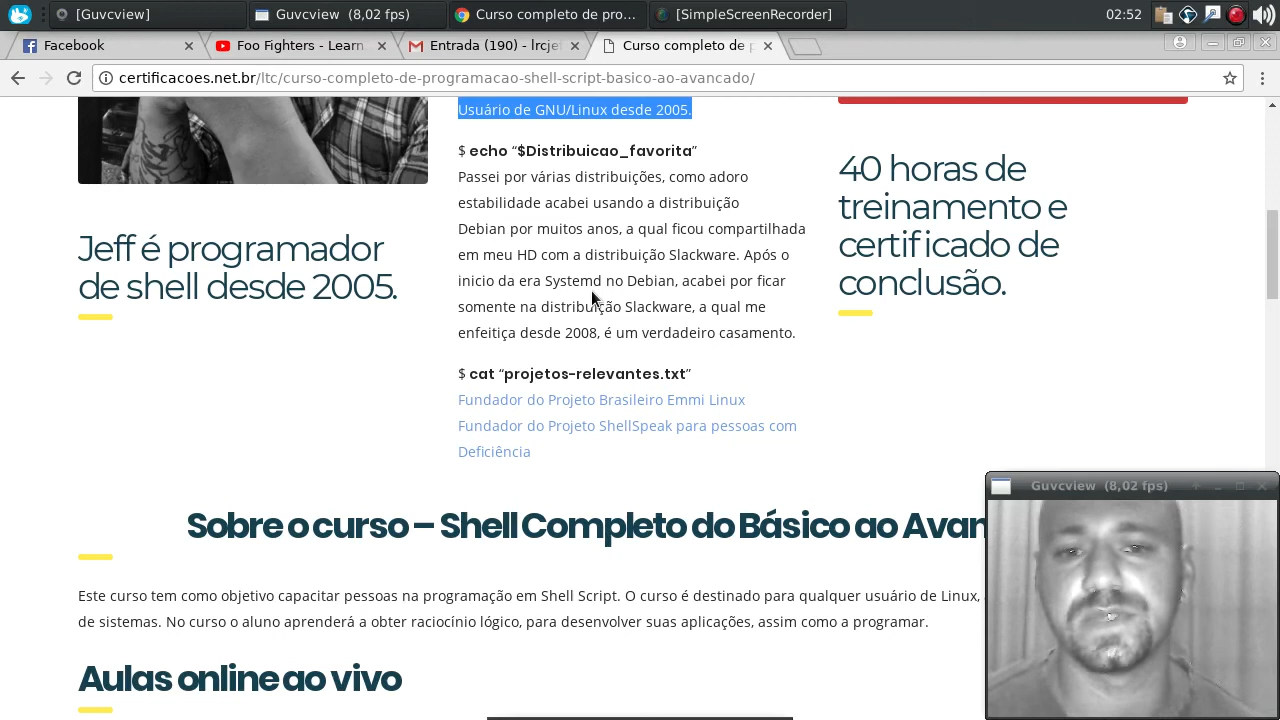 [Guvcview]
Guvcview (8,02 fps)
Curso completo de pro...
[SimpleScreenRecorder]
02:52
Facebook
Foo Fighters - Learn
Entrada (190) - lrcje
Curso completo de p
certificacoes.net.br/ltc/curso-completo-de-programacao-shell-script-basico-ao-avancado/
Jeff é programador
de shell desde 2005.
Usuário de GNU/Linux desde 2005.
$ echo “$Distribuicao_favorita”
Passei por várias distribuições, como adoro
estabilidade acabei usando a distribuição
Debian por muitos anos, a qual ficou compartilhada
em meu HD com a distribuição Slackware. Após o
inicio da era Systemd no Debian, acabei por ficar
somente na distribuição Slackware, a qual me
enfeitiça desde 2008, é um verdadeiro casamento.
$ cat “projetos-relevantes.txt”
Fundador do Projeto Brasileiro Emmi Linux
Fundador do Projeto ShellSpeak para pessoas com
Deficiência
40 horas de
treinamento e
certificado de
conclusão.
Sobre o curso – Shell Completo do Básico ao Avan
Este curso tem como objetivo capacitar pessoas na programação em Shell Script. O curso é destinado para qualquer usuário de Linux,
de sistemas. No curso o aluno aprenderá a obter raciocínio lógico, para desenvolver suas aplicações, assim como a programar.
Aulas online ao vivo
Guvcview (8,02 fps)